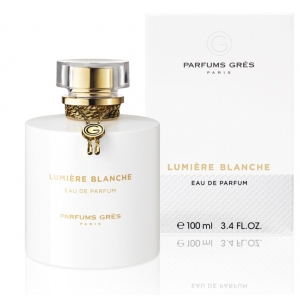 G
PARFUMS GRÈS
PARIS
LUMIÈRE BLANCHE
EAU DE PARFUM
℮ 100 ml 3.4 FL.OZ.
G
LUMIÈRE BLANCHE
EAU DE PARFUM
PARFUMS GRÈS
PARIS